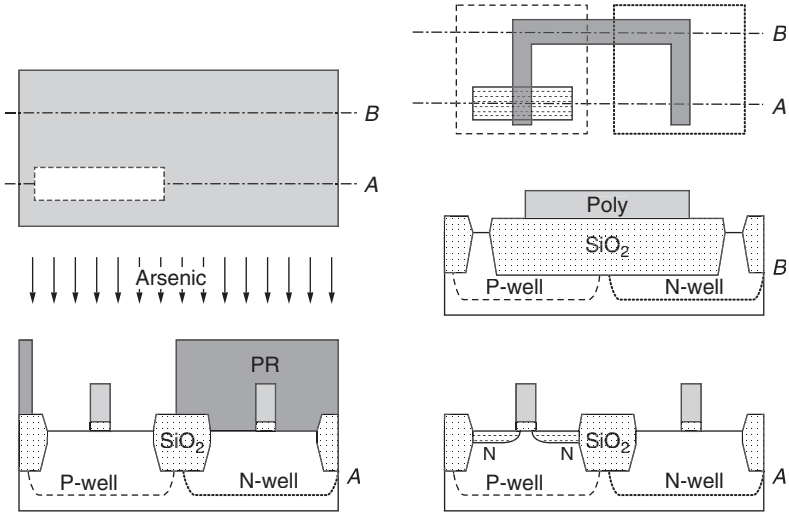 B
A
Arsenic
PR
SiO2
P-well
N-well
A
B
A
Poly
SiO2
P-well
N-well
B
N
N
SiO2
P-well
N-well
A